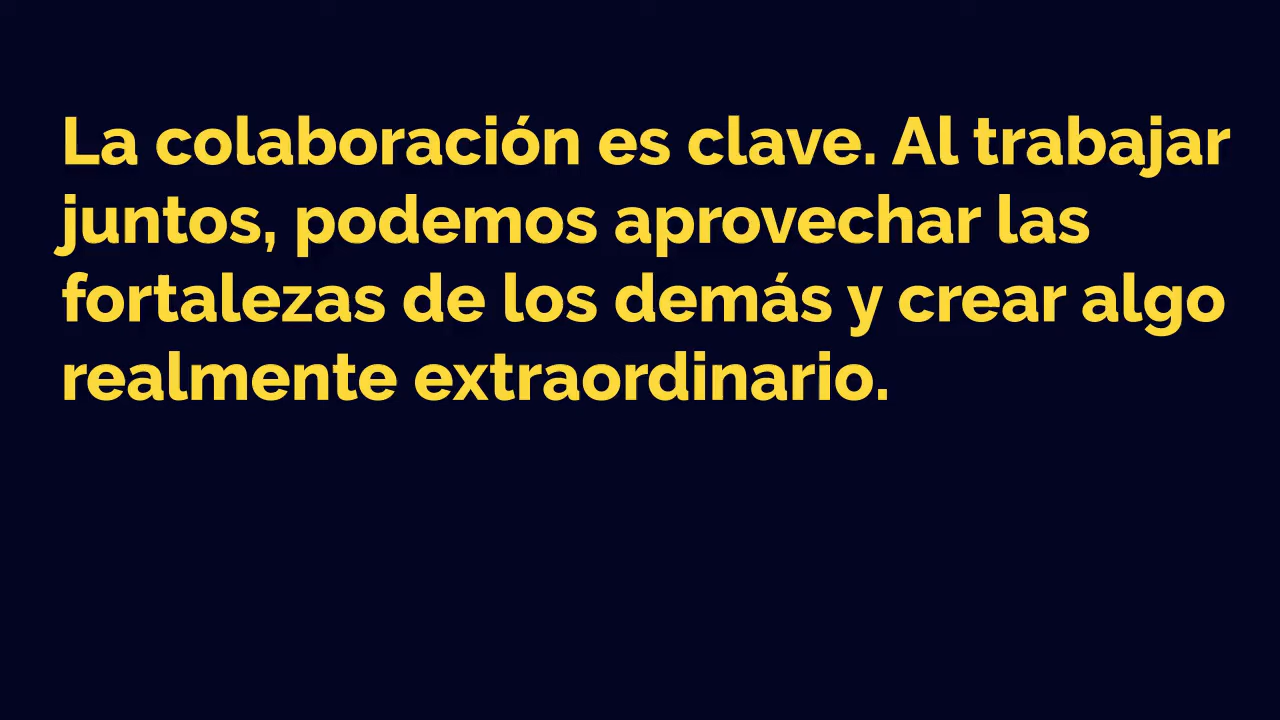 La colaboración es clave. Al trabajar
juntos, podemos aprovechar las
fortalezas de los demás y crear algo
realmente extraordinario.